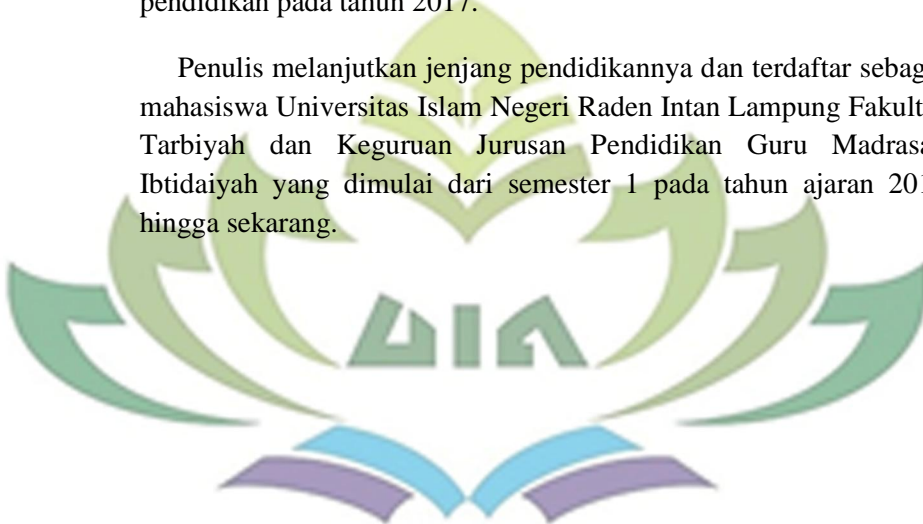 pendidikan pada tahun 2017.
Penulis melanjutkan jenjang pendidikannya dan terdaftar sebag
mahasiswa Universitas Islam Negeri Raden Intan Lampung Fakult
Tarbiyah dan Keguruan Jurusan Pendidikan Guru Madrasa
Ibtidaiyah yang dimulai dari semester 1 pada tahun ajaran 201
hingga sekarang.
UIN